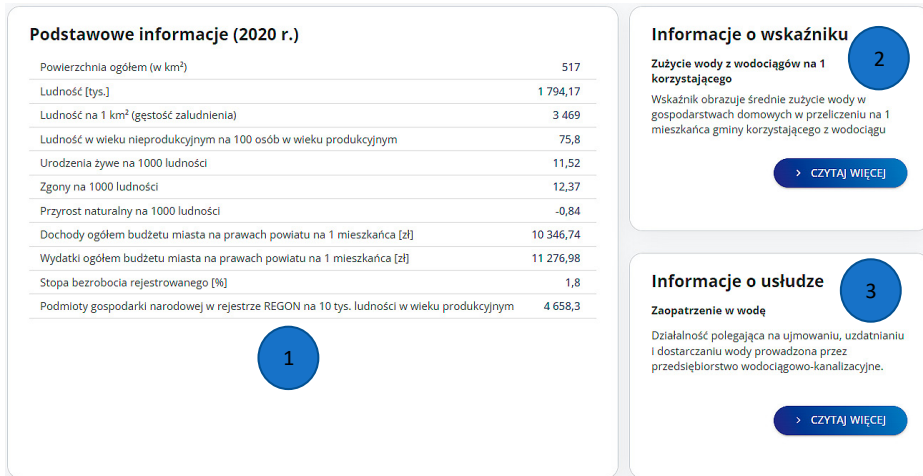 Podstawowe informacje (2020 r.)
Powierzchnia ogółem (w km²) 517
Ludność [tys.] 1 794,17
Ludność na 1 km² (gęstość zaludnienia) 3 469
Ludność w wieku nieprodukcyjnym na 100 osób w wieku produkcyjnym 75,8
Urodzenia żywe na 1000 ludności 11,52
Zgony na 1000 ludności 12,37
Przyrost naturalny na 1000 ludności -0,84
Dochody ogółem budżetu miasta na prawach powiatu na 1 mieszkańca [zł] 10 346,74
Wydatki ogółem budżetu miasta na prawach powiatu na 1 mieszkańca [zł] 11 276,98
Stopa bezrobocia rejestrowanego [%] 1,8
Podmioty gospodarki narodowej w rejestrze REGON na 10 tys. ludności w wieku produkcyjnym 4 658,3
1
Informacje o wskaźniku
2
Zużycie wody z wodociągów na 1
korzystającego
Wskaźnik obrazuje średnie zużycie wody w
gospodarstwach domowych w przeliczeniu na 1
mieszkańca gminy korzystającego z wodociągu
> CZYTAJ WIĘCEJ
Informacje o usłudze
3
Zaopatrzenie w wodę
Działalność polegająca na ujmowaniu, uzdatnianiu
i dostarczaniu wody prowadzona przez
przedsiębiorstwo wodociągowo-kanalizacyjne.
> CZYTAJ WIĘCEJ